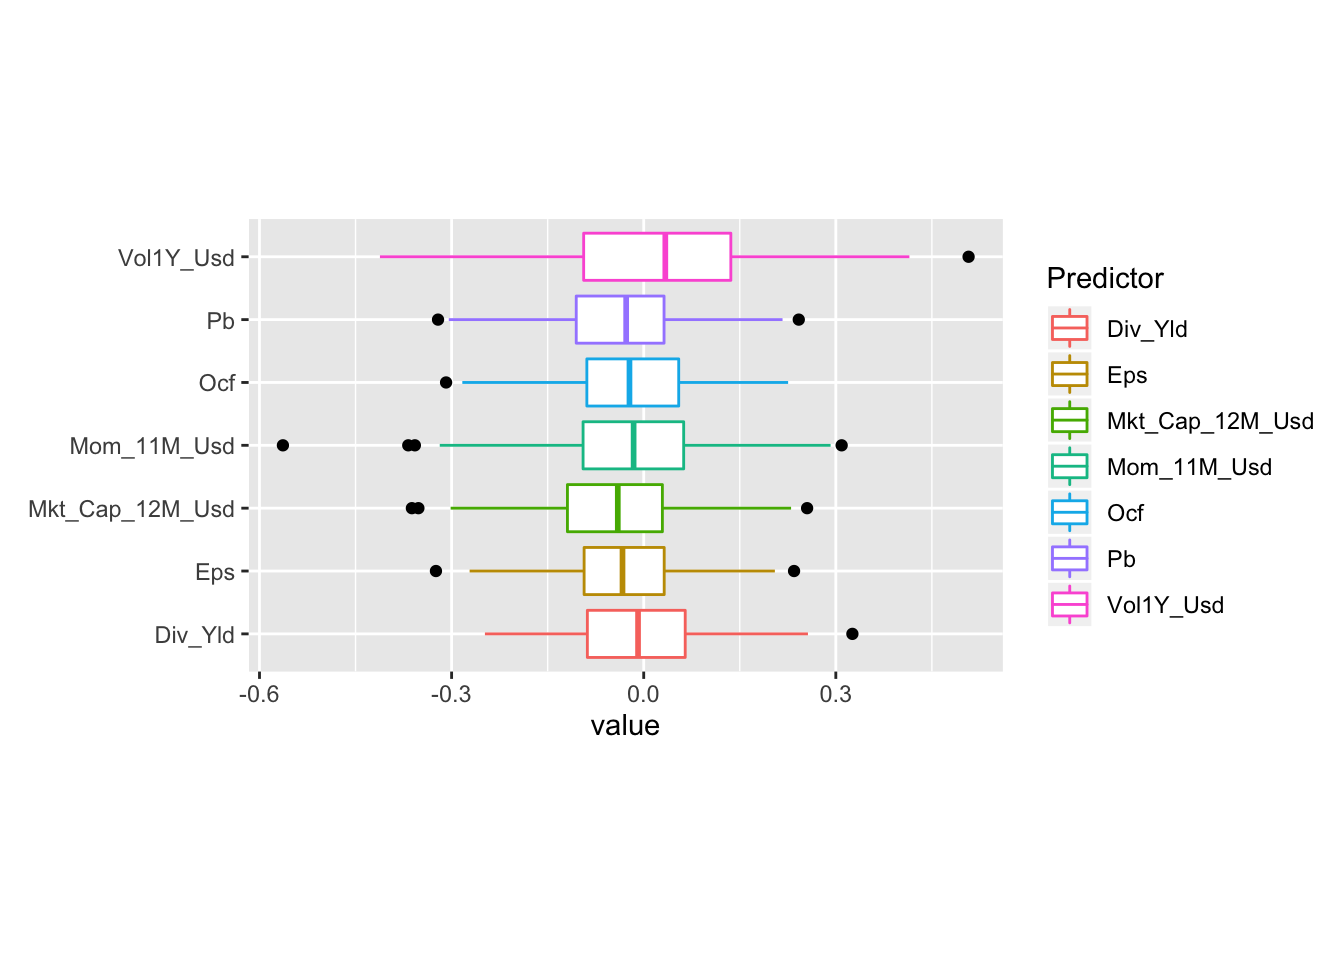 Vol1Y_Usd
Pb
Ocf
Mom_11M_Usd
Mkt_Cap_12M_Usd
Eps
Div_Yld
-0.6
-0.3
0.0
0.3
value
Predictor
Div_Yld
Eps
Mkt_Cap_12M_Usd
Mom_11M_Usd
Ocf
Pb
Vol1Y_Usd